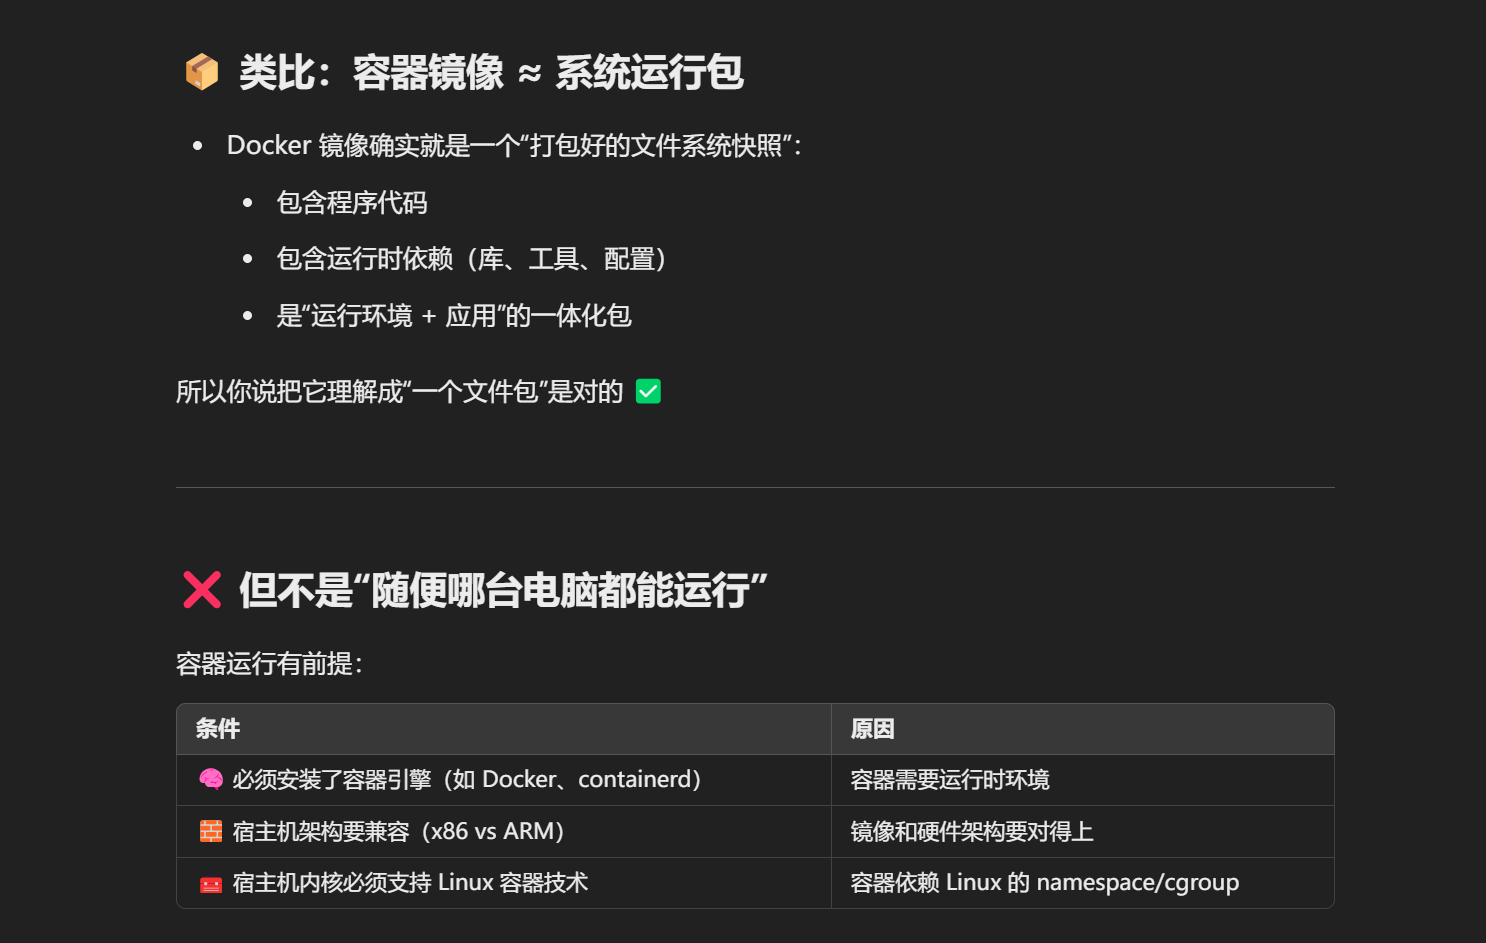 📦 类比：容器镜像 ≈ 系统运行包
• Docker 镜像确实就是一个“打包好的文件系统快照”：
• 包含程序代码
• 包含运行时依赖（库、工具、配置）
• 是“运行环境 + 应用”的一体化包
所以你说把它理解成“一个文件包”是对的 ✅
❌ 但不是“随便哪台电脑都能运行”
容器运行有前提：
条件 原因
🧠 必须安装了容器引擎（如 Docker、containerd） 容器需要运行时环境
🧱 宿主机架构要兼容（x86 vs ARM） 镜像和硬件架构要对得上
🧰 宿主机内核必须支持 Linux 容器技术 容器依赖 Linux 的 namespace/cgroup